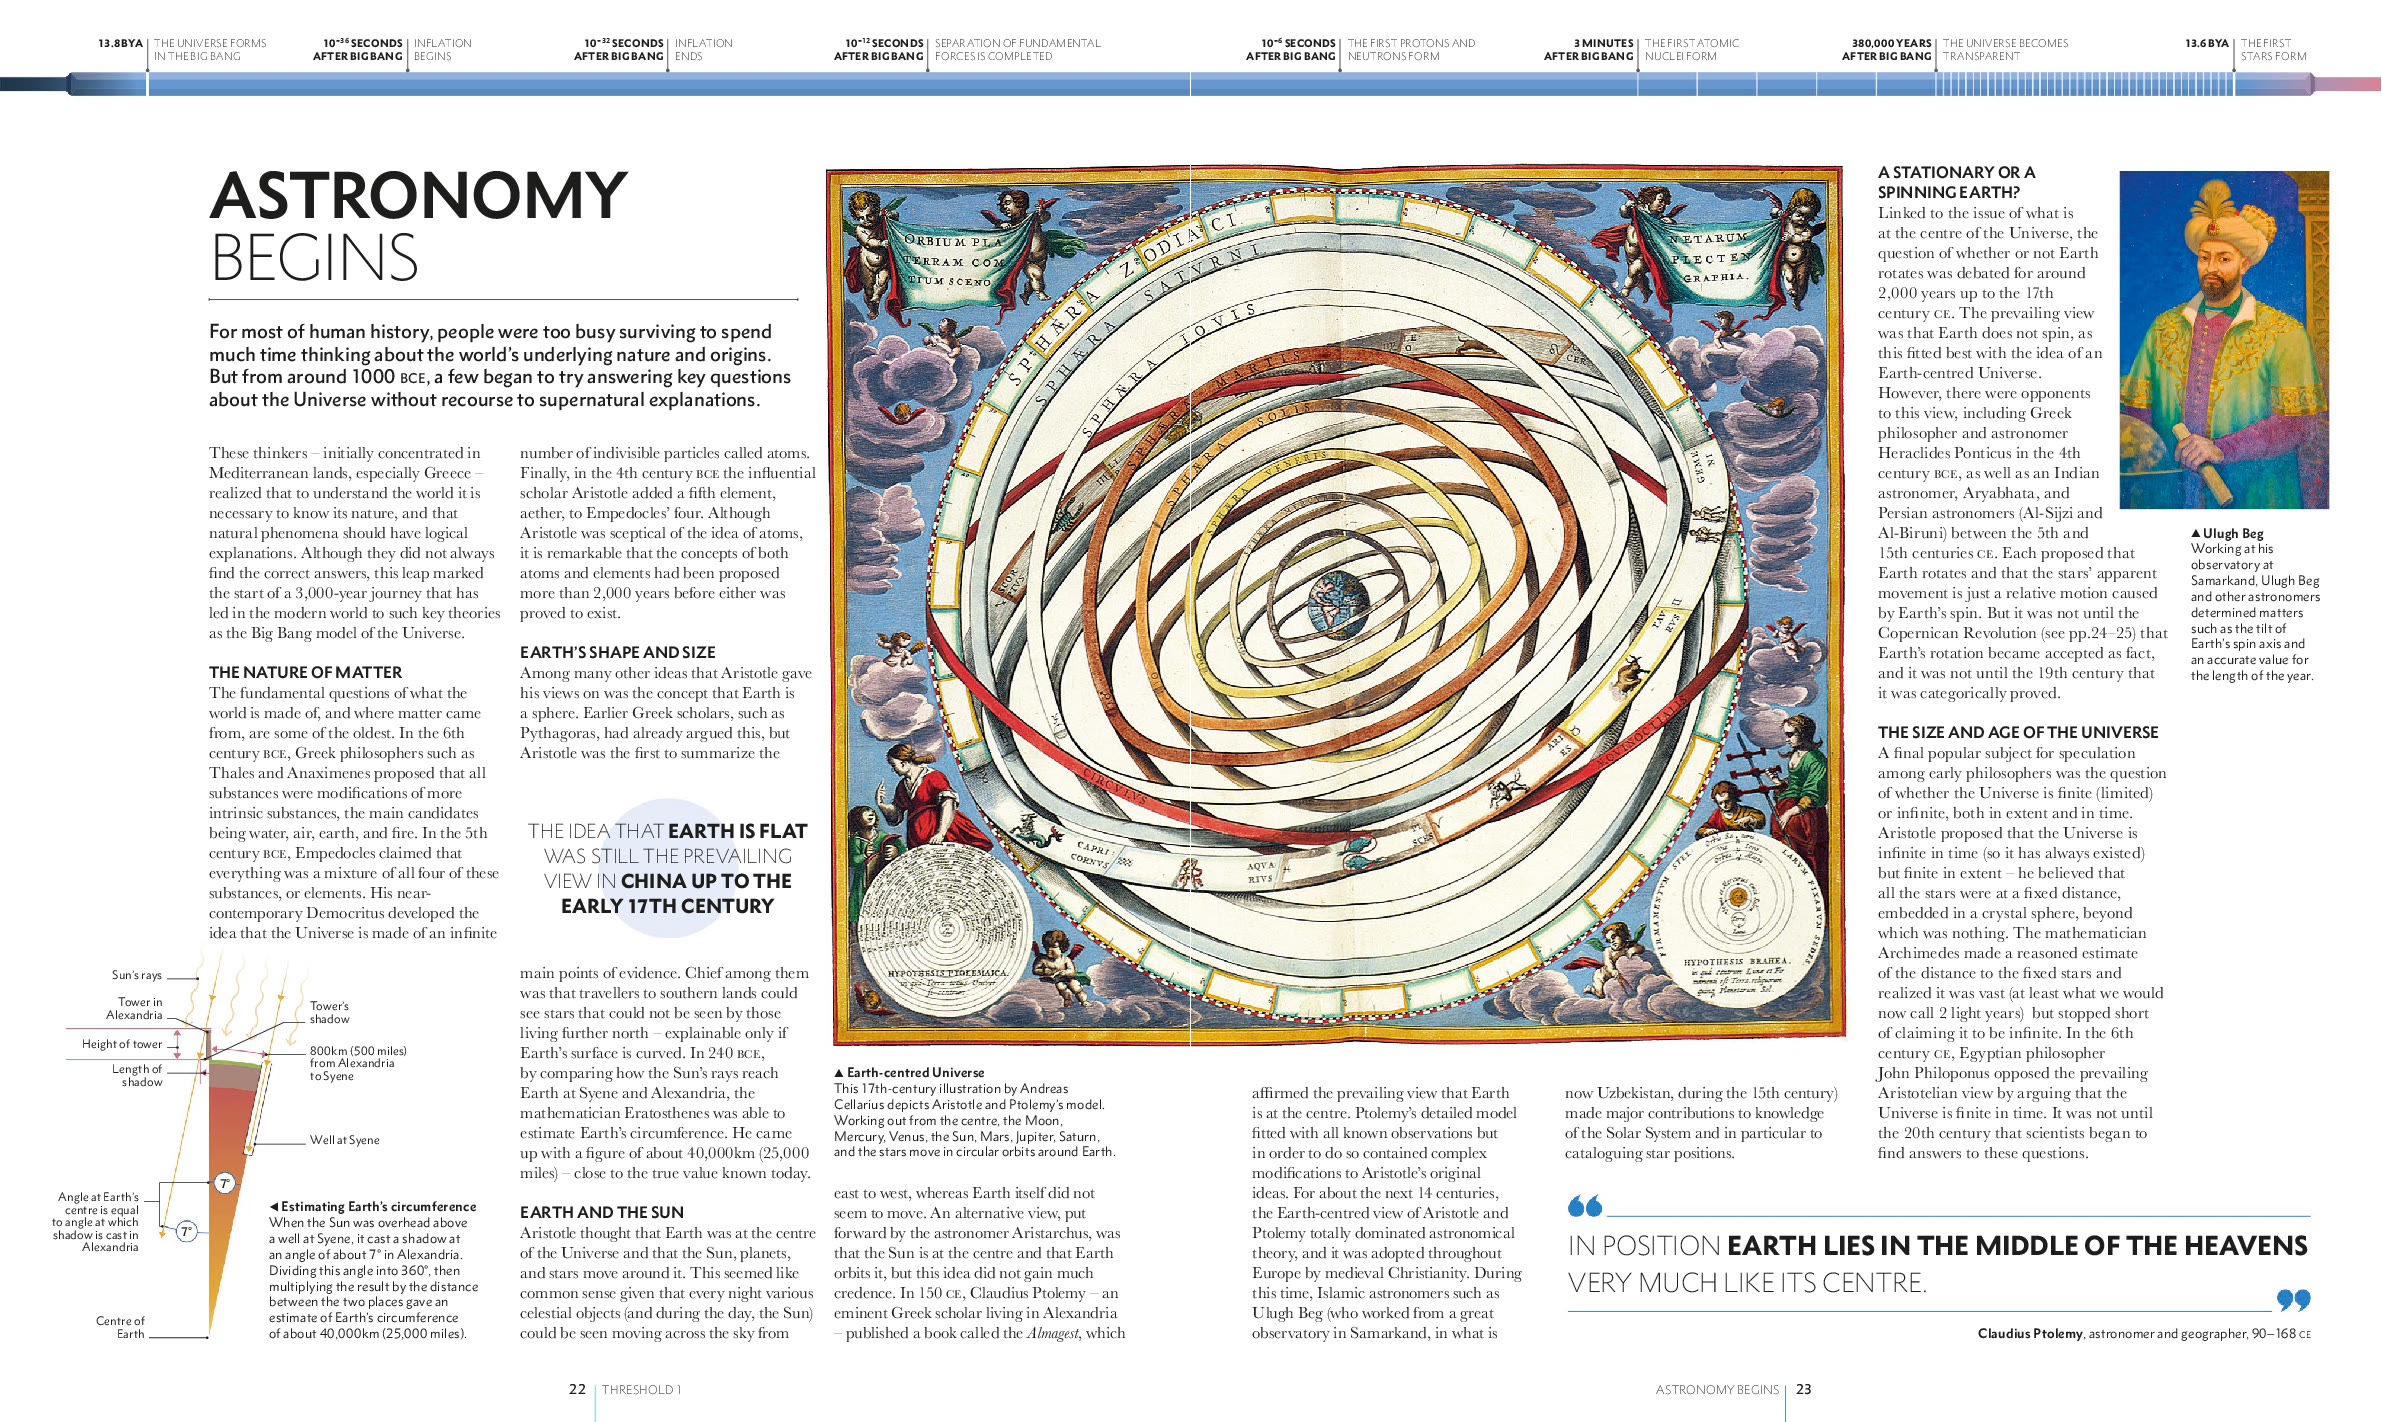 13.8BYA THE UNIVERSE FORMS
IN THE BIG BANG
10⁻³⁶ SECONDS INFLATION
AFTER BIG BANG BEGINS
10⁻³² SECONDS INFLATION
AFTER BIG BANG ENDS
10⁻¹² SECONDS SEPARATION OF FUNDAMENTAL
AFTER BIG BANG FORCES IS COMPLETED
10⁻⁶ SECONDS THE FIRST PROTONS AND
AFTER BIG BANG NEUTRONS FORM
3 MINUTES THE FIRST ATOMIC
AFTER BIG BANG NUCLEI FORM
380,000 YEARS THE UNIVERSE BECOMES
AFTER BIG BANG TRANSPARENT
13.6 BYA THE FIRST
STARS FORM
ASTRONOMY
BEGINS
For most of human history, people were too busy surviving to spend
much time thinking about the world's underlying nature and origins.
But from around 1000 BCE, a few began to try answering key questions
about the Universe without recourse to supernatural explanations.
These thinkers – initially concentrated in
Mediterranean lands, especially Greece –
realized that to understand the world it is
necessary to know its nature, and that
natural phenomena should have logical
explanations. Although they did not always
find the correct answers, this leap marked
the start of a 3,000-year journey that has
led in the modern world to such key theories
as the Big Bang model of the Universe.
THE NATURE OF MATTER
The fundamental questions of what the
world is made of, and where matter came
from, are some of the oldest. In the 6th
century BCE, Greek philosophers such as
Thales and Anaximenes proposed that all
substances were modifications of more
intrinsic substances, the main candidates
being water, air, earth, and fire. In the 5th
century BCE, Empedocles claimed that
everything was a mixture of all four of these
substances, or elements. His near-
contemporary Democritus developed the
idea that the Universe is made of an infinite
number of indivisible particles called atoms.
Finally, in the 4th century BCE the influential
scholar Aristotle added a fifth element,
aether, to Empedocles' four. Although
Aristotle was sceptical of the idea of atoms,
it is remarkable that the concepts of both
atoms and elements had been proposed
more than 2,000 years before either was
proved to exist.
EARTH'S SHAPE AND SIZE
Among many other ideas that Aristotle gave
his views on was the concept that Earth is
a sphere. Earlier Greek scholars, such as
Pythagoras, had already argued this, but
Aristotle was the first to summarize the
THE IDEA THAT EARTH IS FLAT
WAS STILL THE PREVAILING
VIEW IN CHINA UP TO THE
EARLY 17TH CENTURY
main points of evidence. Chief among them
was that travellers to southern lands could
see stars that could not be seen by those
living further north – explainable only if
Earth's surface is curved. In 240 BCE,
by comparing how the Sun's rays reach
Earth at Syene and Alexandria, the
mathematician Eratosthenes was able to
estimate Earth's circumference. He came
up with a figure of about 40,000km (25,000
miles) – close to the true value known today.
EARTH AND THE SUN
Aristotle thought that Earth was at the centre
of the Universe and that the Sun, planets,
and stars move around it. This seemed like
common sense given that every night various
celestial objects (and during the day, the Sun)
could be seen moving across the sky from
Sun's rays
Tower in
Alexandria
Height of tower
Length of
shadow
Tower's
shadow
800km (500 miles)
from Alexandria
to Syene
Well at Syene
7°
7°
Angle at Earth's
centre is equal
to angle at which
shadow is cast in
Alexandria
Centre of
Earth
◀ Estimating Earth's circumference
When the Sun was overhead above
a well at Syene, it cast a shadow at
an angle of about 7° in Alexandria.
Dividing this angle into 360°, then
multiplying the result by the distance
between the two places gave an
estimate of Earth's circumference
of about 40,000km (25,000 miles).
ORBIUM PLA
TERRAM COM
TIUM SCENO
NETARUM
PLECTEN
GRAPHIA.
SPHÆRA ZODIACI
SPHÆRA SATVRNI
SPHÆRA IOVIS
SPHÆRA MARTIS
SPHÆRA SOLIS
SPHÆRA VENERIS
LEO
CANCER
GEMINI
TAVRVS
ARIES
SCORPIVS
CAPRI
CORNVS
AQVA
RIVS
CIRCVLVS
ÆQVINOCTIALIS
HYPOTHESIS PTOLEMAICA.
FIRMAMENTVM STELLARVM FIXARVM SEDES
HYPOTHESIS BRAHEA.
▲ Earth-centred Universe
This 17th-century illustration by Andreas
Cellarius depicts Aristotle and Ptolemy's model.
Working out from the centre, the Moon,
Mercury, Venus, the Sun, Mars, Jupiter, Saturn,
and the stars move in circular orbits around Earth.
east to west, whereas Earth itself did not
seem to move. An alternative view, put
forward by the astronomer Aristarchus, was
that the Sun is at the centre and that Earth
orbits it, but this idea did not gain much
credence. In 150 CE, Claudius Ptolemy – an
eminent Greek scholar living in Alexandria
– published a book called the Almagest, which
affirmed the prevailing view that Earth
is at the centre. Ptolemy's detailed model
fitted with all known observations but
in order to do so contained complex
modifications to Aristotle's original
ideas. For about the next 14 centuries,
the Earth-centred view of Aristotle and
Ptolemy totally dominated astronomical
theory, and it was adopted throughout
Europe by medieval Christianity. During
this time, Islamic astronomers such as
Ulugh Beg (who worked from a great
observatory in Samarkand, in what is
now Uzbekistan, during the 15th century)
made major contributions to knowledge
of the Solar System and in particular to
cataloguing star positions.
A STATIONARY OR A
SPINNING EARTH?
Linked to the issue of what is
at the centre of the Universe, the
question of whether or not Earth
rotates was debated for around
2,000 years up to the 17th
century CE. The prevailing view
was that Earth does not spin, as
this fitted best with the idea of an
Earth-centred Universe.
However, there were opponents
to this view, including Greek
philosopher and astronomer
Heraclides Ponticus in the 4th
century BCE, as well as an Indian
astronomer, Aryabhata, and
Persian astronomers (Al-Sijzi and
Al-Biruni) between the 5th and
15th centuries CE. Each proposed that
Earth rotates and that the stars' apparent
movement is just a relative motion caused
by Earth's spin. But it was not until the
Copernican Revolution (see pp.24–25) that
Earth's rotation became accepted as fact,
and it was not until the 19th century that
it was categorically proved.
▲ Ulugh Beg
Working at his
observatory at
Samarkand, Ulugh Beg
and other astronomers
determined matters
such as the tilt of
Earth's spin axis and
an accurate value for
the length of the year.
THE SIZE AND AGE OF THE UNIVERSE
A final popular subject for speculation
among early philosophers was the question
of whether the Universe is finite (limited)
or infinite, both in extent and in time.
Aristotle proposed that the Universe is
infinite in time (so it has always existed)
but finite in extent – he believed that
all the stars were at a fixed distance,
embedded in a crystal sphere, beyond
which was nothing. The mathematician
Archimedes made a reasoned estimate
of the distance to the fixed stars and
realized it was vast (at least what we would
now call 2 light years) but stopped short
of claiming it to be infinite. In the 6th
century CE, Egyptian philosopher
John Philoponus opposed the prevailing
Aristotelian view by arguing that the
Universe is finite in time. It was not until
the 20th century that scientists began to
find answers to these questions.
❝
IN POSITION EARTH LIES IN THE MIDDLE OF THE HEAVENS
VERY MUCH LIKE ITS CENTRE.
❞
Claudius Ptolemy, astronomer and geographer, 90–168 CE
22 THRESHOLD 1
ASTRONOMY BEGINS 23